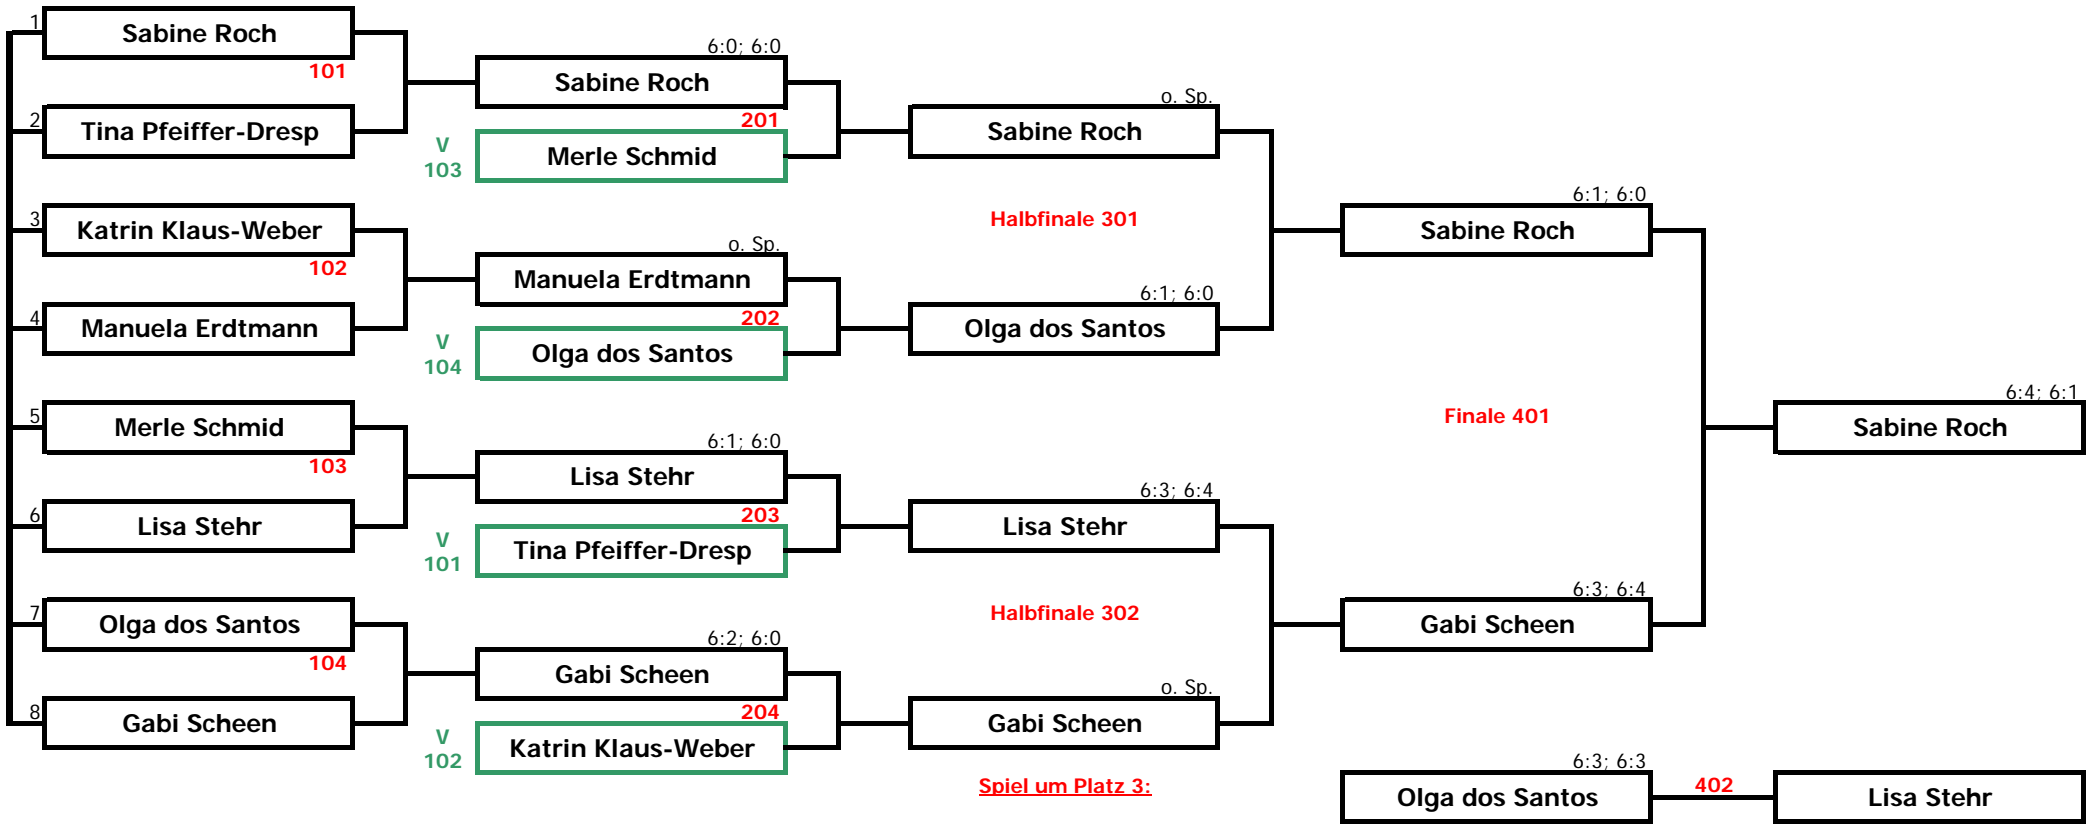 1
Sabine Roch
101
2
Tina Pfeiffer-Dresp
3
Katrin Klaus-Weber
102
4
Manuela Erdtmann
5
Merle Schmid
103
6
Lisa Stehr
7
Olga dos Santos
104
8
Gabi Scheen
6:0; 6:0
Sabine Roch
201
V
103
Merle Schmid
o. Sp.
Manuela Erdtmann
202
V
104
Olga dos Santos
6:1; 6:0
Lisa Stehr
203
V
101
Tina Pfeiffer-Dresp
6:2; 6:0
Gabi Scheen
204
V
102
Katrin Klaus-Weber
o. Sp.
Sabine Roch
Halbfinale 301
6:1; 6:0
Olga dos Santos
6:3; 6:4
Lisa Stehr
Halbfinale 302
o. Sp.
Gabi Scheen
6:1; 6:0
Sabine Roch
Finale 401
6:3; 6:4
Gabi Scheen
6:4; 6:1
Sabine Roch
Spiel um Platz 3:
6:3; 6:3
Olga dos Santos
402
Lisa Stehr